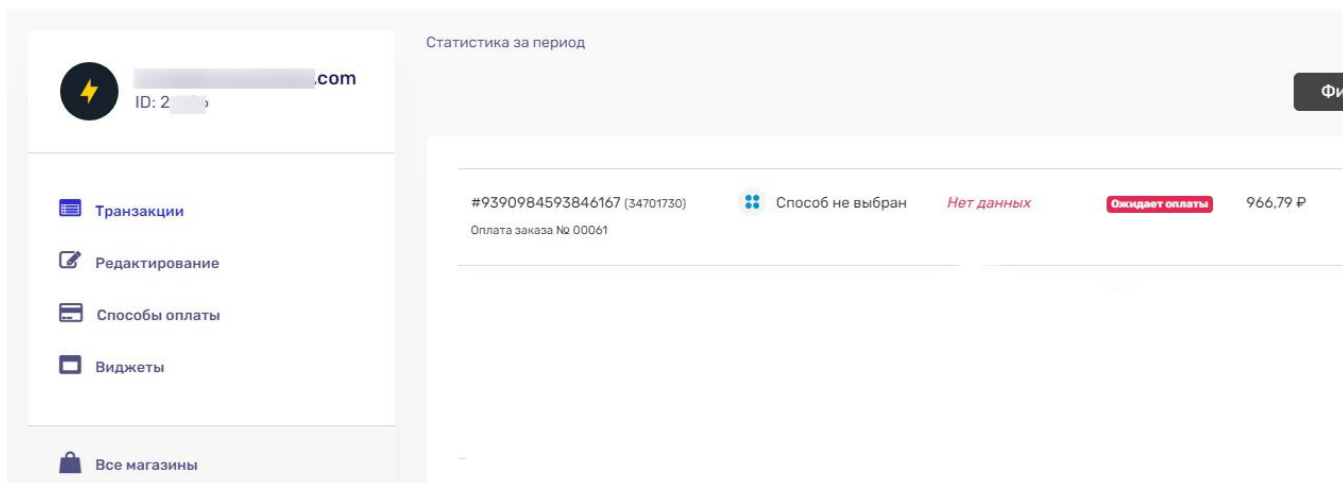 Статистика за период
.com
ID: 2
Фи
Транзакции
Редактирование
Способы оплаты
Виджеты
Все магазины
#9390984593846167 (34701730) Способ не выбран Нет данных Ожидает оплаты 966,79 ₽
Оплата заказа № 00061